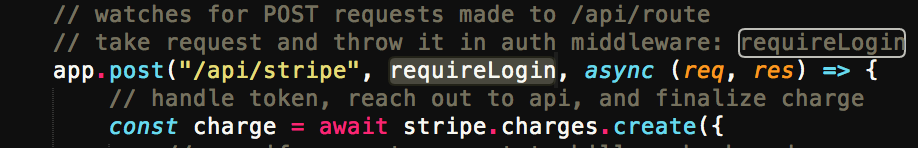 // watches for POST requests made to /api/route
// take request and throw it in auth middleware: requireLogin
app.post("/api/stripe", requireLogin, async (req, res) => {
// handle token, reach out to api, and finalize charge
const charge = await stripe.charges.create({